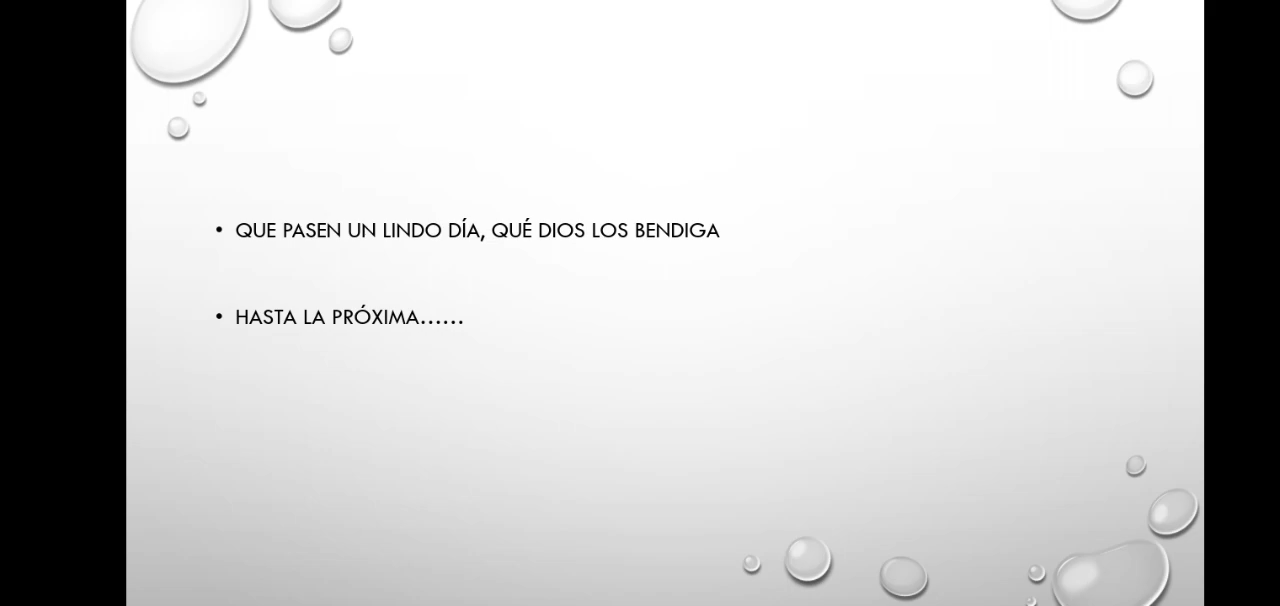 • QUE PASEN UN LINDO DÍA, QUÉ DIOS LOS BENDIGA
• HASTA LA PRÓXIMA……